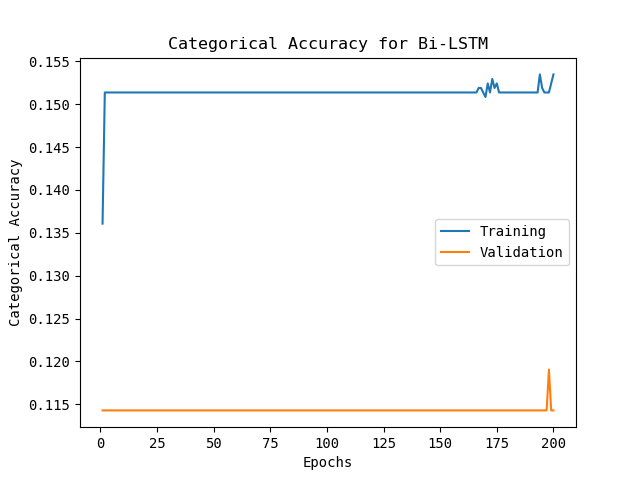 Categorical Accuracy for Bi-LSTM
0.155
0.150
0.145
0.140
0.135
0.130
0.125
0.120
0.115
Categorical Accuracy
Training
Validation
0 25 50 75 100 125 150 175 200
Epochs